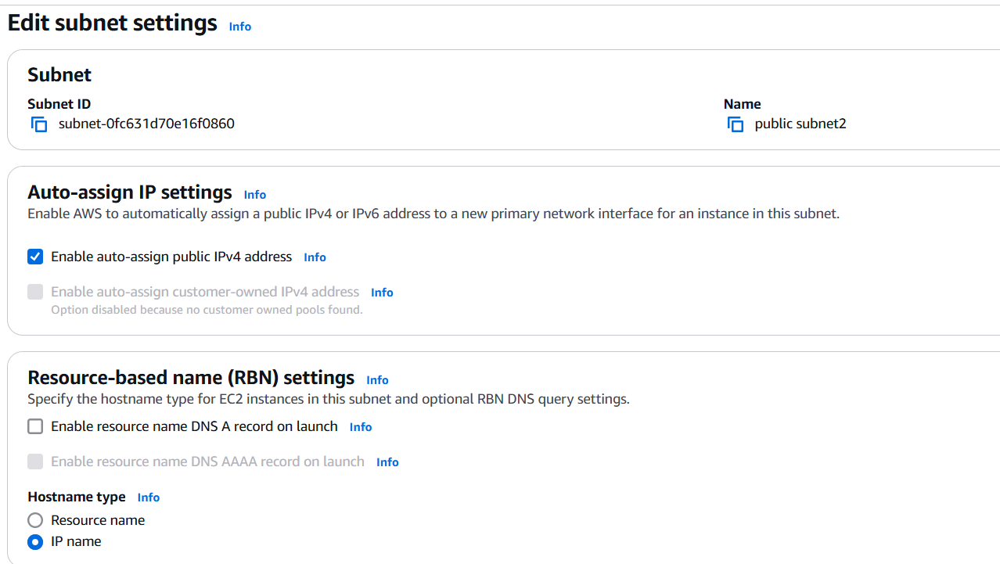 Edit subnet settings Info
Subnet
Subnet ID
subnet-0fc631d70e16f0860
Name
public subnet2
Auto-assign IP settings Info
Enable AWS to automatically assign a public IPv4 or IPv6 address to a new primary network interface for an instance in this subnet.
Enable auto-assign public IPv4 address Info
Enable auto-assign customer-owned IPv4 address Info
Option disabled because no customer owned pools found.
Resource-based name (RBN) settings Info
Specify the hostname type for EC2 instances in this subnet and optional RBN DNS query settings.
Enable resource name DNS A record on launch Info
Enable resource name DNS AAAA record on launch Info
Hostname type Info
Resource name
IP name